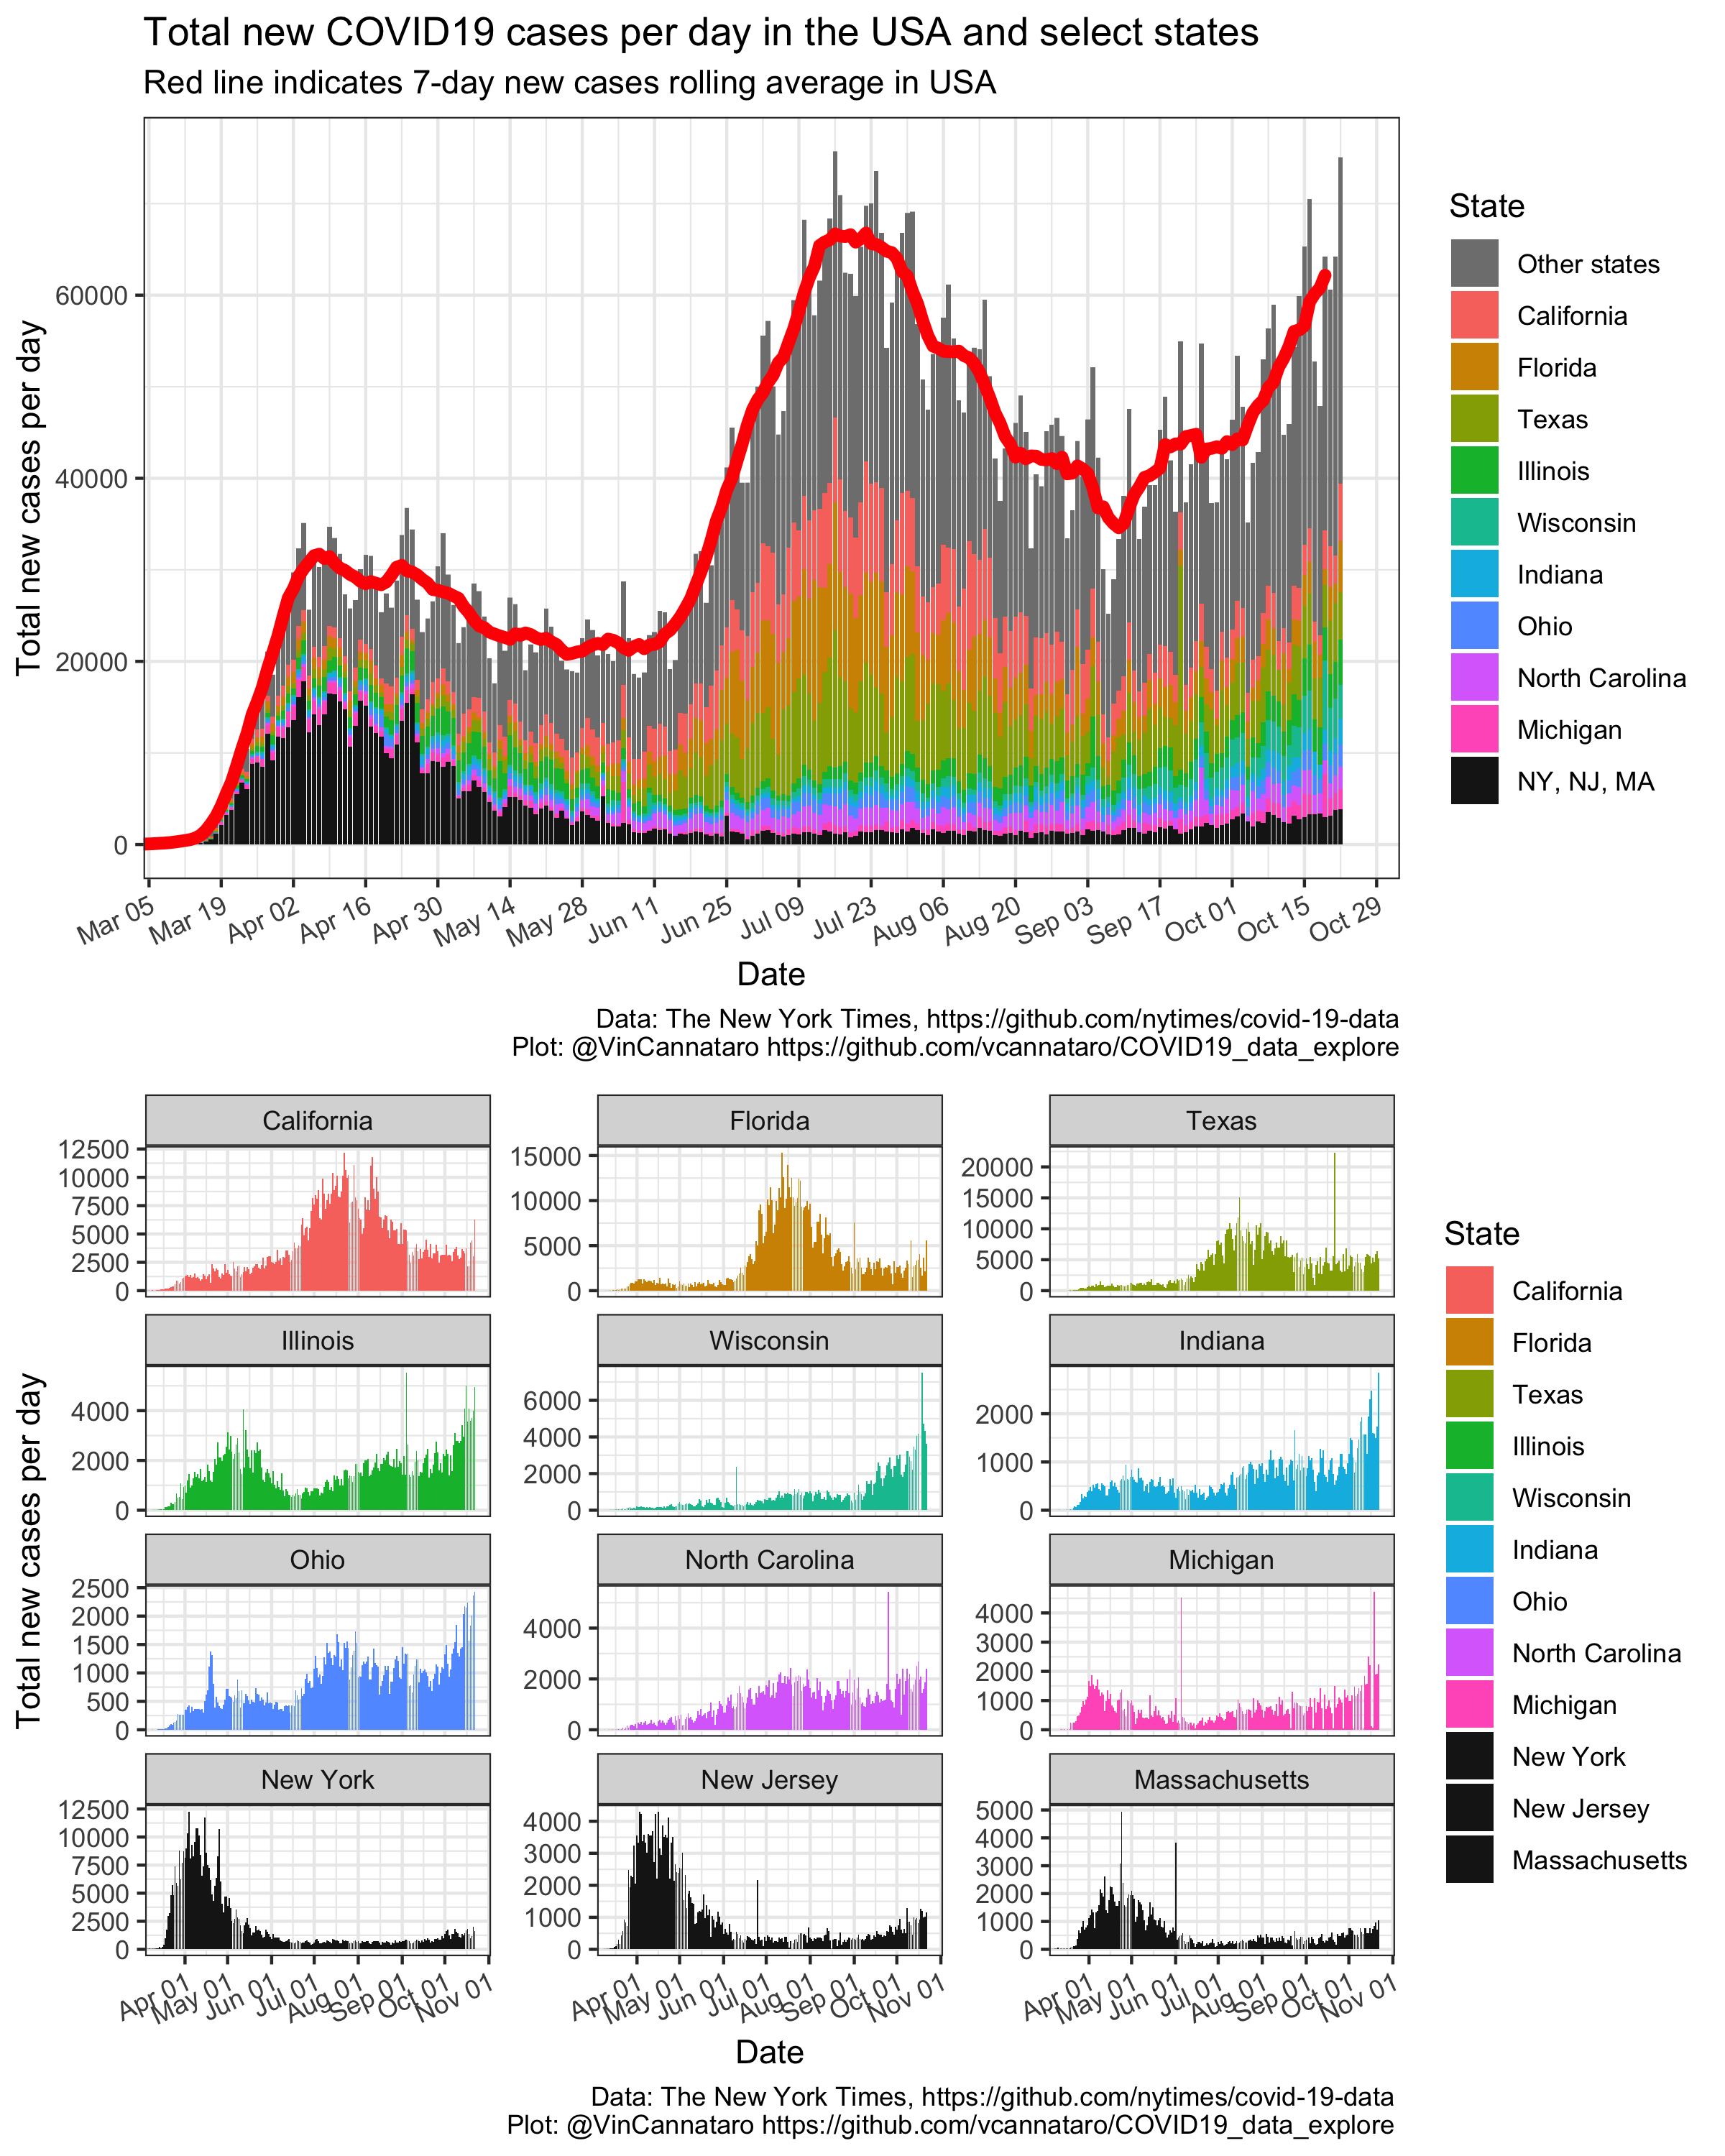 Total new COVID19 cases per day in the USA and select states
Red line indicates 7-day new cases rolling average in USA
Total new cases per day
60000
40000
20000
0
Mar 05
Mar 19
Apr 02
Apr 16
Apr 30
May 14
May 28
Jun 11
Jun 25
Jul 09
Jul 23
Aug 06
Aug 20
Sep 03
Sep 17
Oct 01
Oct 15
Oct 29
Date
State
Other states
California
Florida
Texas
Illinois
Wisconsin
Indiana
Ohio
North Carolina
Michigan
NY, NJ, MA
Data: The New York Times, https://github.com/nytimes/covid-19-data
Plot: @VinCannataro https://github.com/vcannataro/COVID19_data_explore
Total new cases per day
California
12500
10000
7500
5000
2500
0
Florida
15000
10000
5000
0
Texas
20000
15000
10000
5000
0
Illinois
4000
2000
0
Wisconsin
6000
4000
2000
0
Indiana
2000
1000
0
Ohio
2500
2000
1500
1000
500
0
North Carolina
4000
2000
0
Michigan
4000
3000
2000
1000
0
New York
12500
10000
7500
5000
2500
0
New Jersey
4000
3000
2000
1000
0
Massachusetts
5000
4000
3000
2000
1000
0
Apr 01
May 01
Jun 01
Jul 01
Aug 01
Sep 01
Oct 01
Nov 01
Apr 01
May 01
Jun 01
Jul 01
Aug 01
Sep 01
Oct 01
Nov 01
Apr 01
May 01
Jun 01
Jul 01
Aug 01
Sep 01
Oct 01
Nov 01
Date
State
California
Florida
Texas
Illinois
Wisconsin
Indiana
Ohio
North Carolina
Michigan
New York
New Jersey
Massachusetts
Data: The New York Times, https://github.com/nytimes/covid-19-data
Plot: @VinCannataro https://github.com/vcannataro/COVID19_data_explore